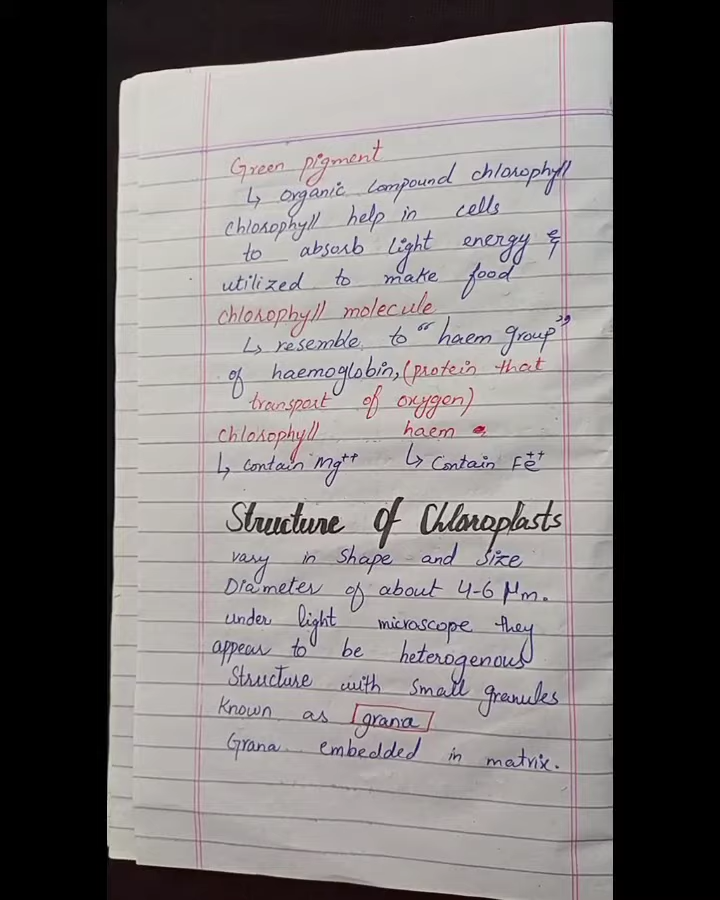 Green pigment
↳ organic compound chlorophyll
chlorophyll help in cells
to absorb light energy &
utilized to make food
chlorophyll molecule
↳ resemble to "haem group"
of haemoglobin, (protein that
transport of oxygen)
chlorophyll haem
↳ contain Mg++ ↳ Contain Fe++
Structure of Chloroplasts
vary in shape and size
Diameter of about 4-6 μm.
under light microscope they
appear to be heterogenous
Structure with small granules
known as grana
Grana embedded in matrix.